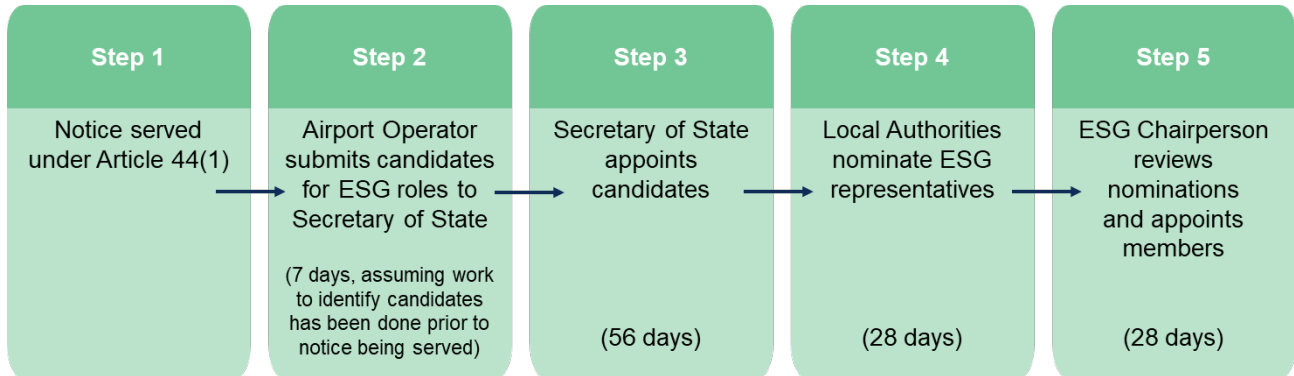 Step 1
Notice served
under Article 44(1)
Step 2
Airport Operator
submits candidates
for ESG roles to
Secretary of State
(7 days, assuming work
to identify candidates
has been done prior to
notice being served)
Step 3
Secretary of State
appoints
candidates
(56 days)
Step 4
Local Authorities
nominate ESG
representatives
(28 days)
Step 5
ESG Chairperson
reviews
nominations
and appoints
members
(28 days)